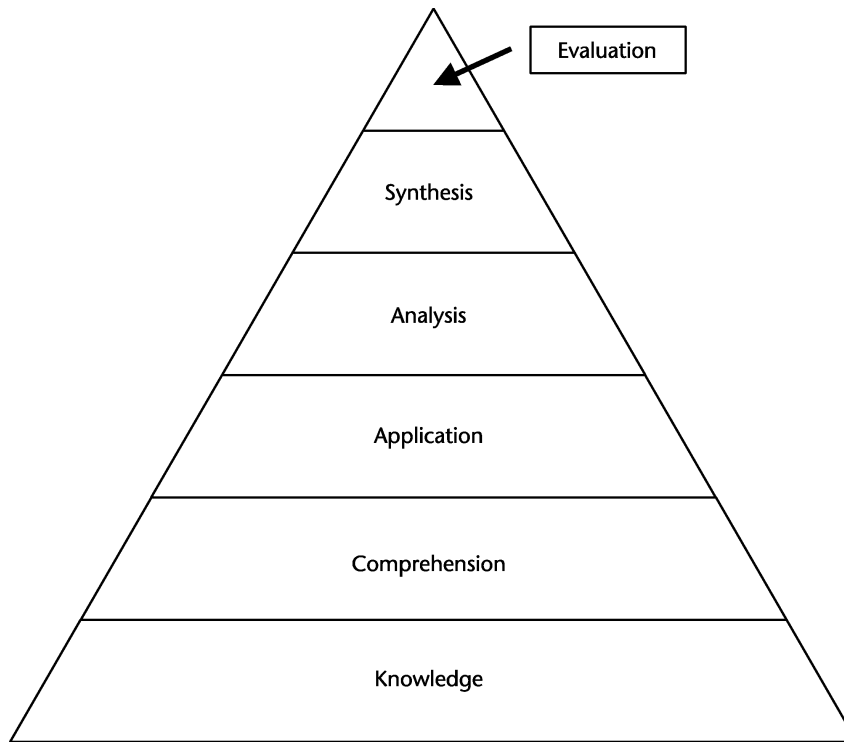 Evaluation
Synthesis
Analysis
Application
Comprehension
Knowledge